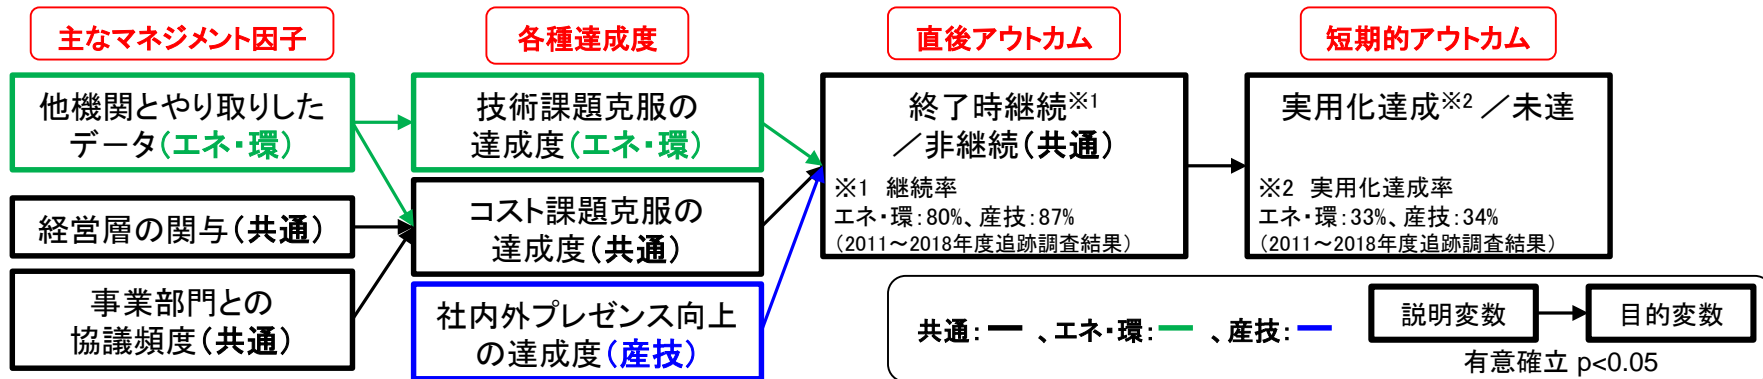 主なマネジメント因子
各種達成度
直後アウトカム
短期的アウトカム
他機関とやり取りした
データ(エネ・環)
経営層の関与(共通)
事業部門との
協議頻度(共通)
技術課題克服の
達成度(エネ・環)
コスト課題克服の
達成度(共通)
社内外プレゼンス向上
の達成度(産技)
終了時継続※1
／非継続(共通)
※1 継続率
エネ・環:80%、産技:87%
(2011～2018年度追跡調査結果)
実用化達成※2 ／未達
※2 実用化達成率
エネ・環:33%、産技:34%
(2011～2018年度追跡調査結果)
共通: 、エネ・環: 、産技:
説明変数
目的変数
有意確立 p<0.05